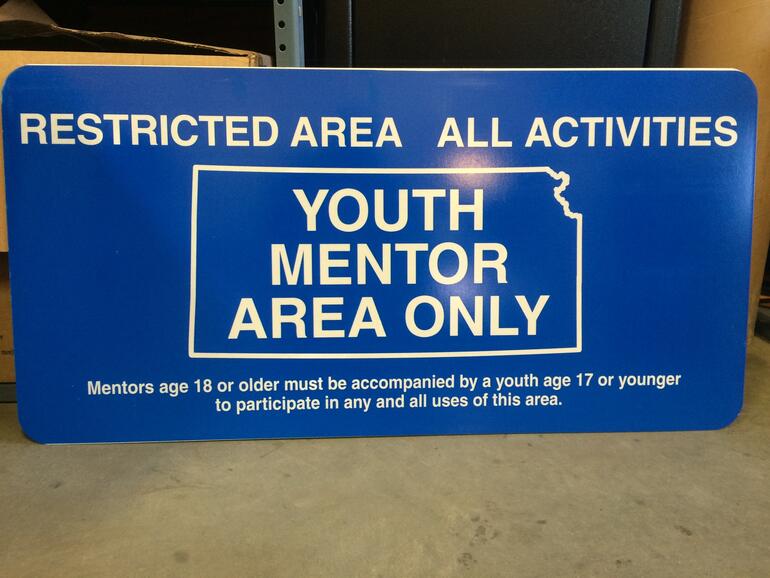 RESTRICTED AREA ALL ACTIVITIES
YOUTH
MENTOR
AREA ONLY
Mentors age 18 or older must be accompanied by a youth age 17 or younger
to participate in any and all uses of this area.